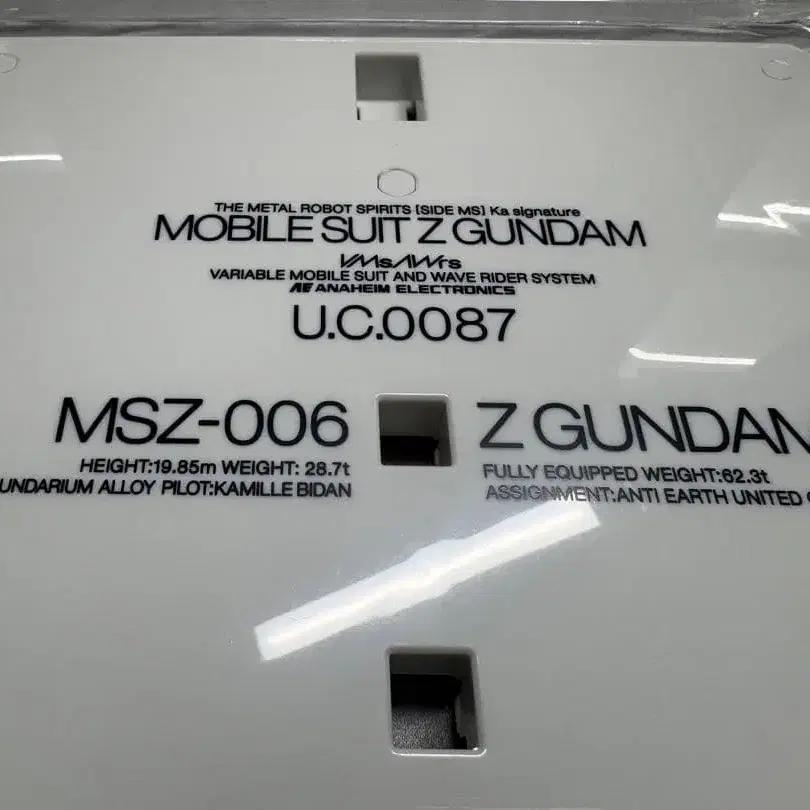 THE METAL ROBOT SPIRITS [SIDE MS] Ka signature
MOBILE SUIT Z GUNDAM
VMsAWrs
VARIABLE MOBILE SUIT AND WAVE RIDER SYSTEM
AE ANAHEIM ELECTRONICS
U.C.0087
MSZ-006
HEIGHT:19.85m WEIGHT: 28.7t
UNDARIUM ALLOY PILOT:KAMILLE BIDAN
Z GUNDAM
FULLY EQUIPPED WEIGHT:62.3t
ASSIGNMENT:ANTI EARTH UNITED